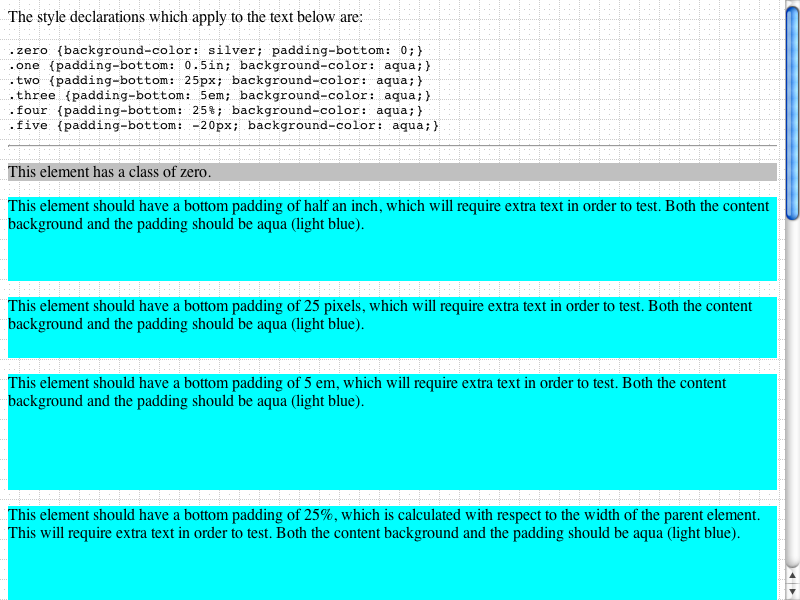 The style declarations which apply to the text below are:
.zero {background-color: silver; padding-bottom: 0;}
.one {padding-bottom: 0.5in; background-color: aqua;}
.two {padding-bottom: 25px; background-color: aqua;}
.three {padding-bottom: 5em; background-color: aqua;}
.four {padding-bottom: 25%; background-color: aqua;}
.five {padding-bottom: -20px; background-color: aqua;}
This element has a class of zero.
This element should have a bottom padding of half an inch, which will require extra text in order to test. Both the content
background and the padding should be aqua (light blue).
This element should have a bottom padding of 25 pixels, which will require extra text in order to test. Both the content
background and the padding should be aqua (light blue).
This element should have a bottom padding of 5 em, which will require extra text in order to test. Both the content
background and the padding should be aqua (light blue).
This element should have a bottom padding of 25%, which is calculated with respect to the width of the parent element.
This will require extra text in order to test. Both the content background and the padding should be aqua (light blue).